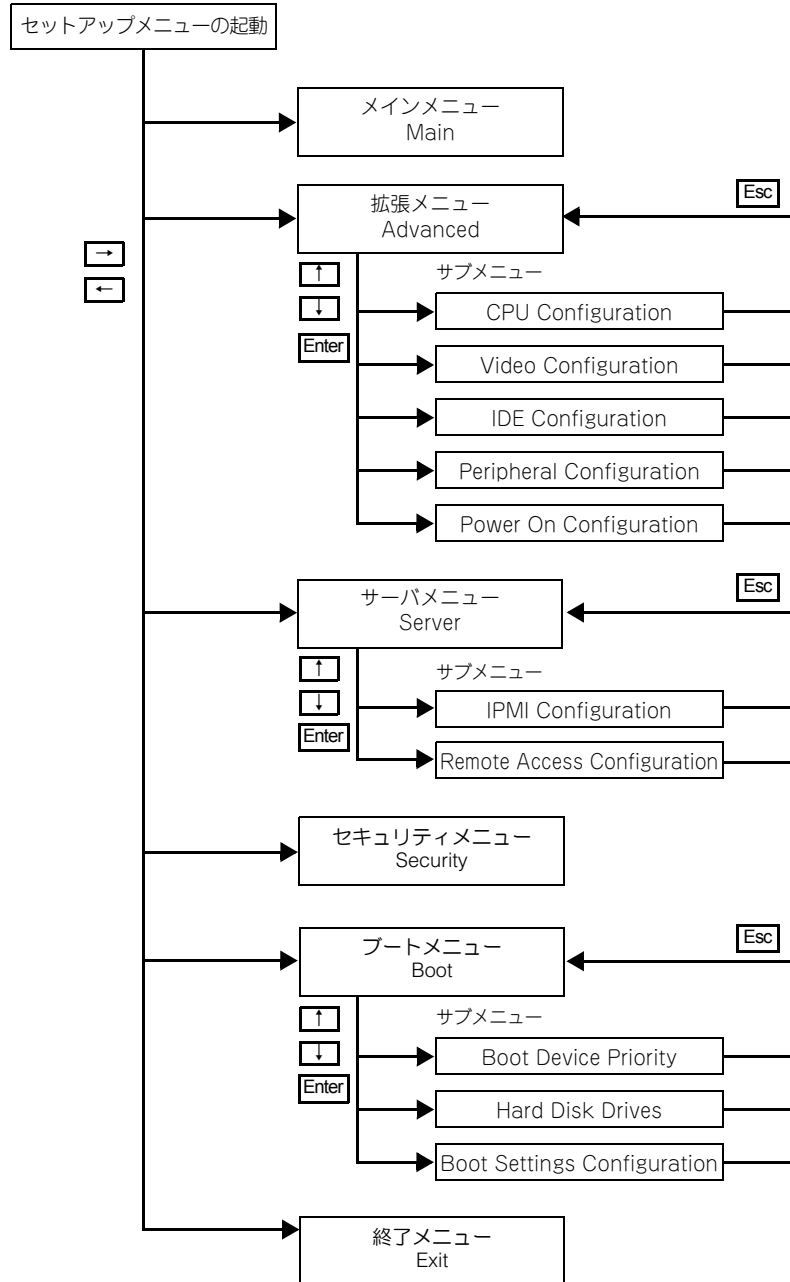 セットアップメニューの起動
メインメニュー
Main
拡張メニュー
Advanced
Esc
→
←
↑
↓
Enter
サブメニュー
CPU Configuration
Video Configuration
IDE Configuration
Peripheral Configuration
Power On Configuration
サーバメニュー
Server
Esc
↑
↓
Enter
サブメニュー
IPMI Configuration
Remote Access Configuration
セキュリティメニュー
Security
ブートメニュー
Boot
Esc
↑
↓
Enter
サブメニュー
Boot Device Priority
Hard Disk Drives
Boot Settings Configuration
終了メニュー
Exit